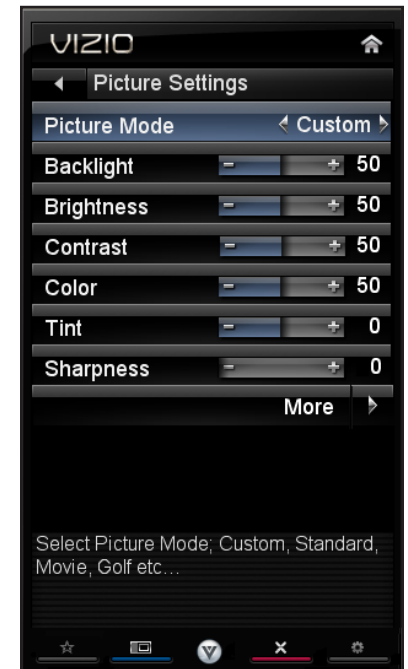 VIZIO
Picture Settings
Picture Mode Custom
Backlight - + 50
Brightness - + 50
Contrast - + 50
Color - + 50
Tint - + 0
Sharpness - + 0
More
Select Picture Mode; Custom, Standard,
Movie, Golf etc...
V